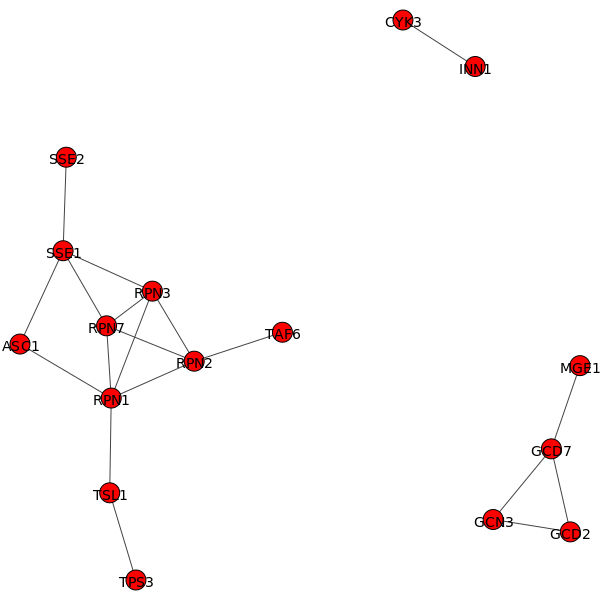 CYK3
INN1
SSE2
SSE1
RPN3
RPN7
TAF6
ASC1
RPN2
MGE1
RPN1
GCD7
TSL1
GCN3
GCD2
TPS3